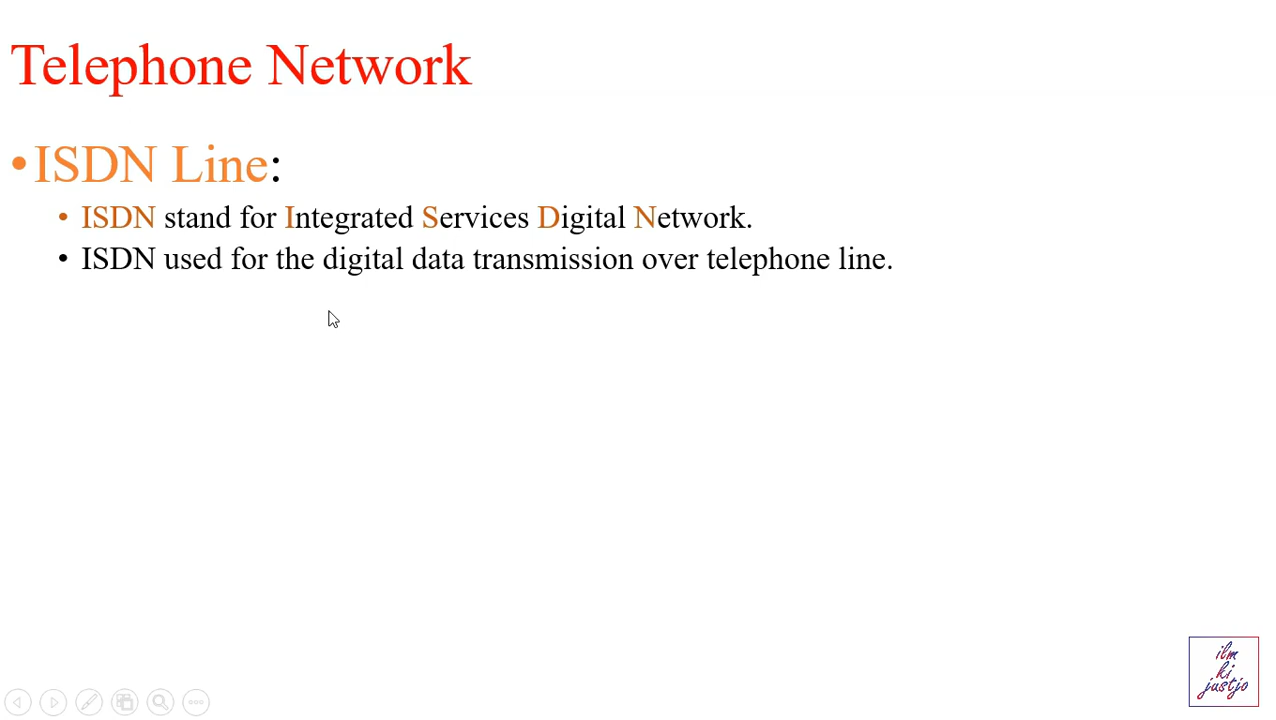 Telephone Network
•ISDN Line:
• ISDN stand for Integrated Services Digital Network.
• ISDN used for the digital data transmission over telephone line.
ilm
ki
justjo